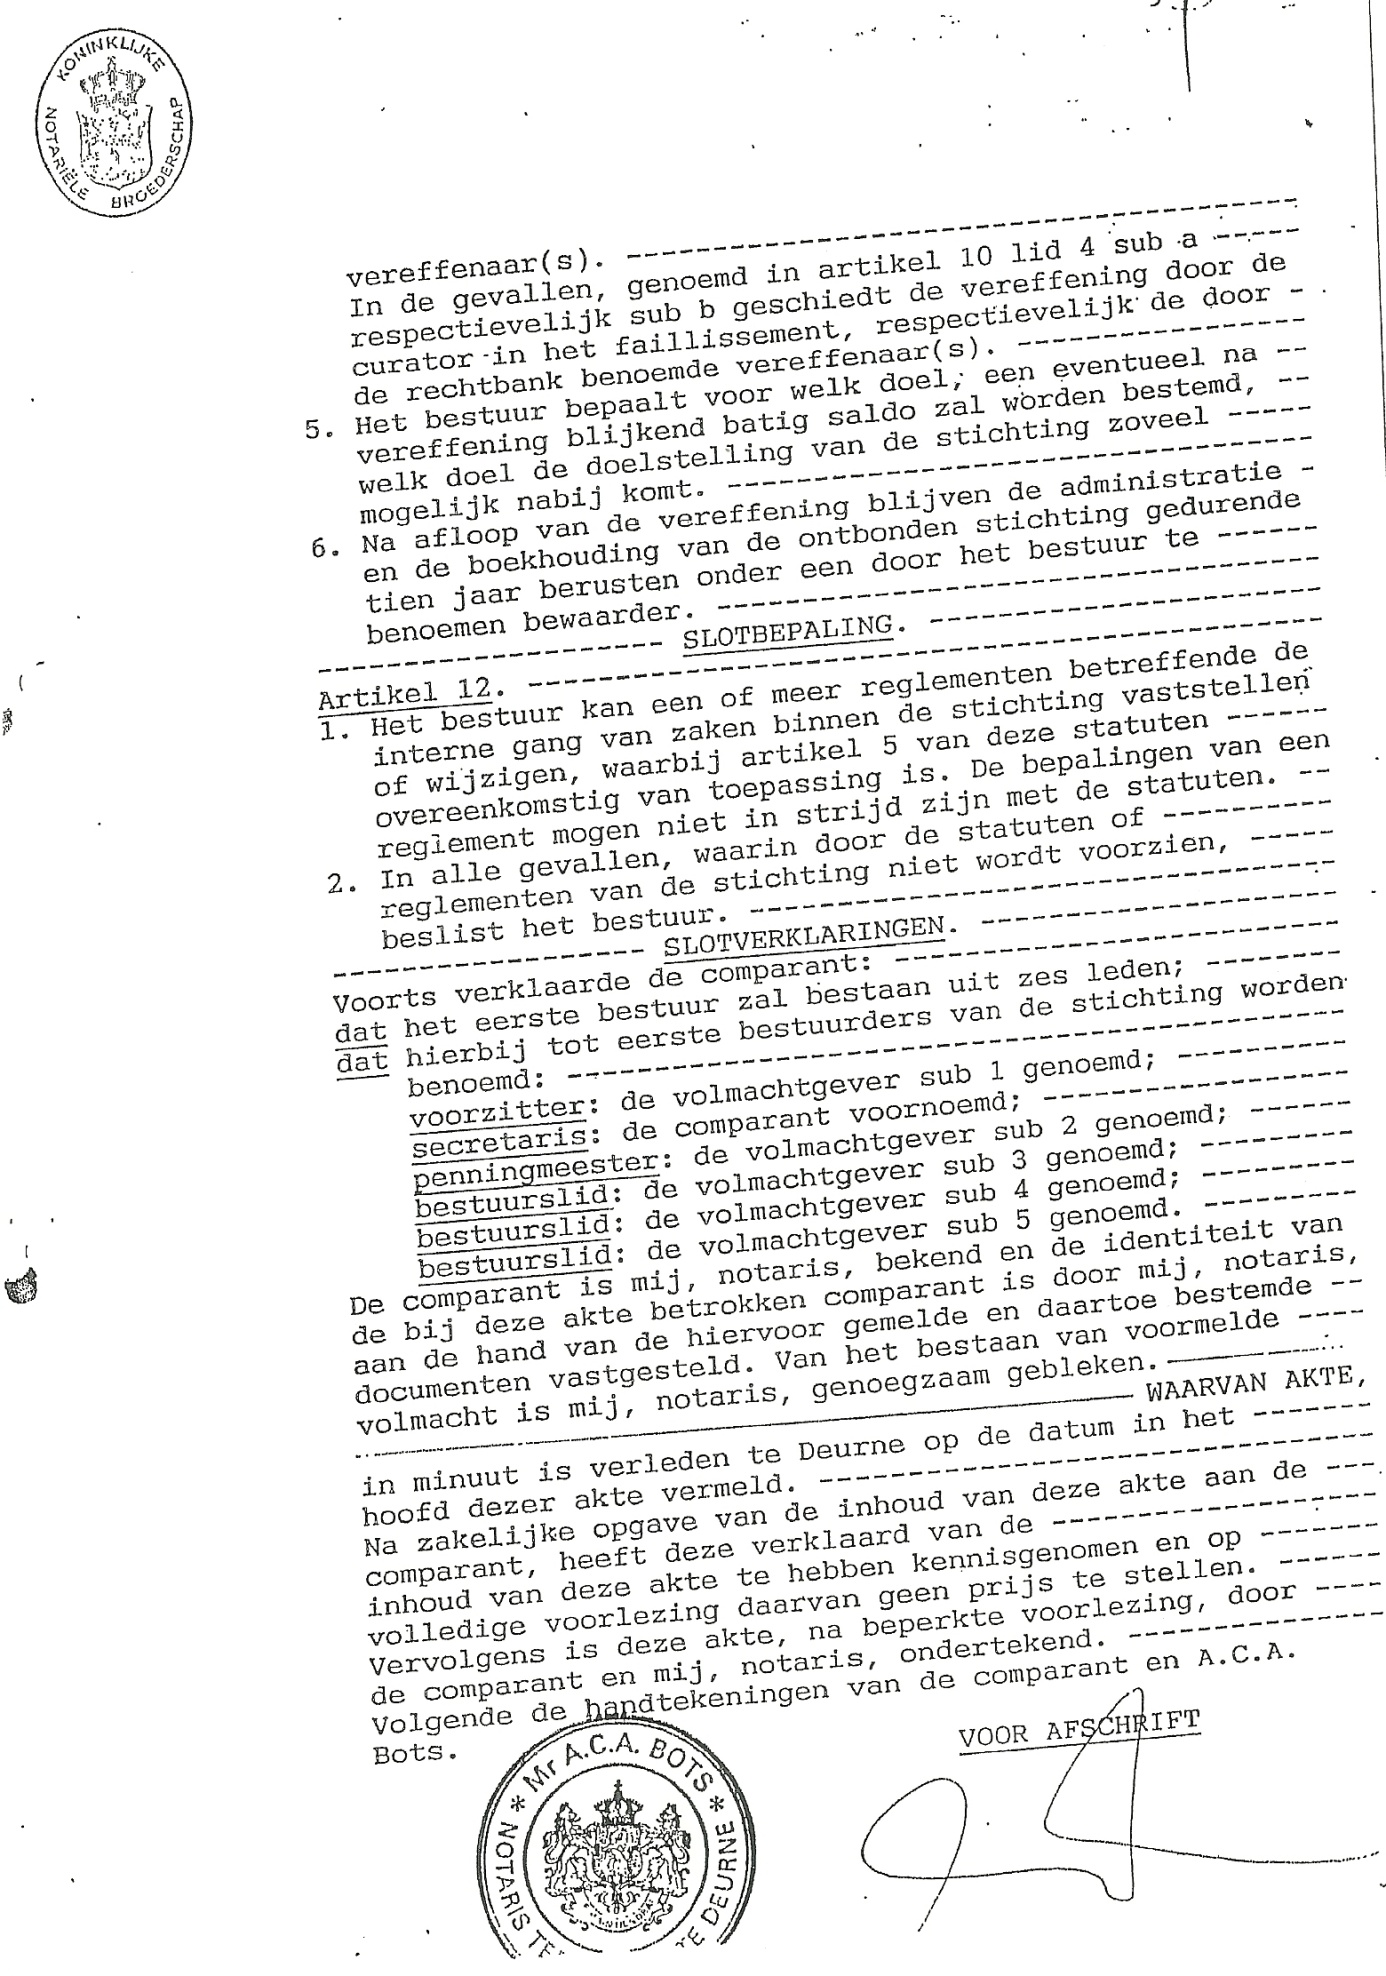 KONINKLIJKE
NOTARIËLE BROEDERSCHAP
vereffenaar(s). ---------------------------------------
In de gevallen, genoemd in artikel 10 lid 4 sub a -----
respectievelijk sub b geschiedt de vereffening door de
curator in het faillissement, respectievelijk de door -
de rechtbank benoemde vereffenaar(s). -----------------
5. Het bestuur bepaalt voor welk doel, een eventueel na --
vereffening blijkend batig saldo zal worden bestemd, --
welk doel de doelstelling van de stichting zoveel -----
mogelijk nabij komt. ----------------------------------
6. Na afloop van de vereffening blijven de administratie -
en de boekhouding van de ontbonden stichting gedurende
tien jaar berusten onder een door het bestuur te ------
benoemen bewaarder. -----------------------------------
-------------------- SLOTBEPALING. -----------------------
Artikel 12. ----------------------------------------------
1. Het bestuur kan een of meer reglementen betreffende de
interne gang van zaken binnen de stichting vaststellen
of wijzigen, waarbij artikel 5 van deze statuten ------
overeenkomstig van toepassing is. De bepalingen van een
reglement mogen niet in strijd zijn met de statuten. --
2. In alle gevallen, waarin door de statuten of ----------
reglementen van de stichting niet wordt voorzien, -----
beslist het bestuur. ----------------------------------
------------------ SLOTVERKLARINGEN. ---------------------
Voorts verklaarde de comparant: --------------------------
dat het eerste bestuur zal bestaan uit zes leden; --------
dat hierbij tot eerste bestuurders van de stichting worden
benoemd: ---------------------------------------------
voorzitter: de volmachtgever sub 1 genoemd; ----------
secretaris: de comparant voornoemd; ------------------
penningmeester: de volmachtgever sub 2 genoemd; ------
bestuurslid: de volmachtgever sub 3 genoemd; ---------
bestuurslid: de volmachtgever sub 4 genoemd; ---------
bestuurslid: de volmachtgever sub 5 genoemd. ---------
De comparant is mij, notaris, bekend en de identiteit van
de bij deze akte betrokken comparant is door mij, notaris,
aan de hand van de hiervoor gemelde en daartoe bestemde --
documenten vastgesteld. Van het bestaan van voormelde ----
volmacht is mij, notaris, genoegzaam gebleken.
WAARVAN AKTE,
in minuut is verleden te Deurne op de datum in het -------
hoofd dezer akte vermeld. --------------------------------
Na zakelijke opgave van de inhoud van deze akte aan de ---
comparant, heeft deze verklaard van de -------------------
inhoud van deze akte te hebben kennisgenomen en op -------
volledige voorlezing daarvan geen prijs te stellen. ------
Vervolgens is deze akte, na beperkte voorlezing, door ----
de comparant en mij, notaris, ondertekend. ---------------
Volgende de handtekeningen van de comparant en A.C.A.
Bots.
VOOR AFSCHRIFT
* Mr A.C.A. BOTS *
NOTARIS TE DEURNE